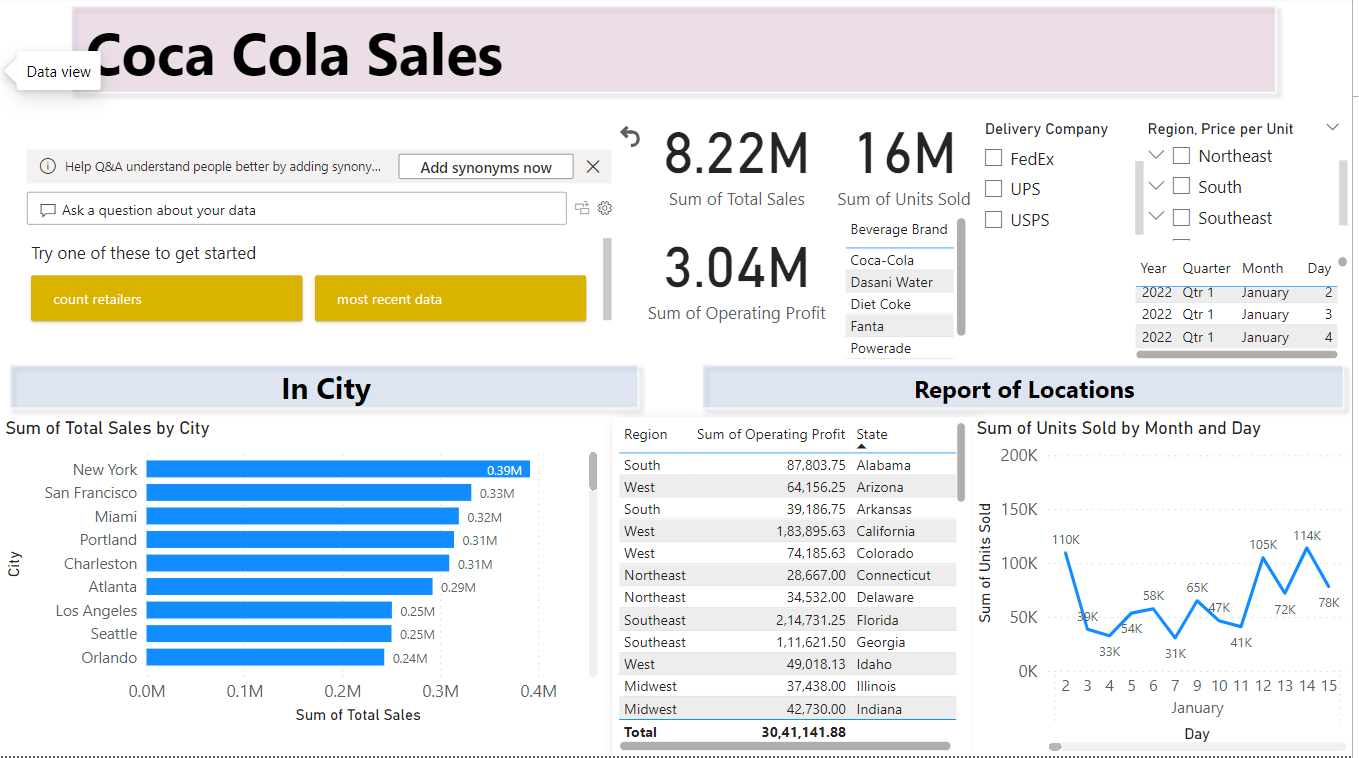 Coca Cola Sales
Data view
Help Q&A understand people better by adding synony...
Add synonyms now
Ask a question about your data
Try one of these to get started
count retailers
most recent data
8.22M
Sum of Total Sales
16M
Sum of Units Sold
3.04M
Sum of Operating Profit
Beverage Brand
Coca-Cola
Dasani Water
Diet Coke
Fanta
Powerade
Delivery Company
FedEx
UPS
USPS
Region, Price per Unit
Northeast
South
Southeast
Year Quarter Month Day
2022 Qtr 1 January 2
2022 Qtr 1 January 3
2022 Qtr 1 January 4
In City
Report of Locations
Sum of Total Sales by City
City
New York 0.39M
San Francisco 0.33M
Miami 0.32M
Portland 0.31M
Charleston 0.31M
Atlanta 0.29M
Los Angeles 0.25M
Seattle 0.25M
Orlando 0.24M
0.0M 0.1M 0.2M 0.3M 0.4M
Sum of Total Sales
Region Sum of Operating Profit State
South 87,803.75 Alabama
West 64,156.25 Arizona
South 39,186.75 Arkansas
West 1,83,895.63 California
West 74,185.63 Colorado
Northeast 28,667.00 Connecticut
Northeast 34,532.00 Delaware
Southeast 2,14,731.25 Florida
Southeast 1,11,621.50 Georgia
West 49,018.13 Idaho
Midwest 37,438.00 Illinois
Midwest 42,730.00 Indiana
Total 30,41,141.88
Sum of Units Sold by Month and Day
Sum of Units Sold
200K
150K
100K
50K
0K
110K 39K 33K 54K 58K 31K 65K 47K 41K 105K 72K 114K 78K
2 3 4 5 6 7 9 10 11 12 13 14 15
January
Day